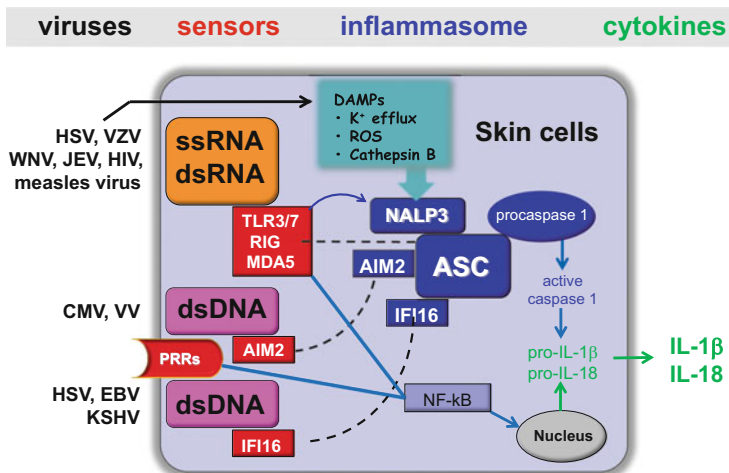 viruses sensors inflammasome cytokines
DAMPs
· K⁺ efflux
· ROS
· Cathepsin B
Skin cells
HSV, VZV
WNV, JEV, HIV,
measles virus
ssRNA
dsRNA
TLR3/7
RIG
MDA5
NALP3
procaspase 1
AIM2
ASC
IFI16
active
caspase 1
CMV, VV
dsDNA
AIM2
PRRs
pro-IL-1β
pro-IL-18
IL-1β
IL-18
HSV, EBV
KSHV
dsDNA
IFI16
NF-kB
Nucleus